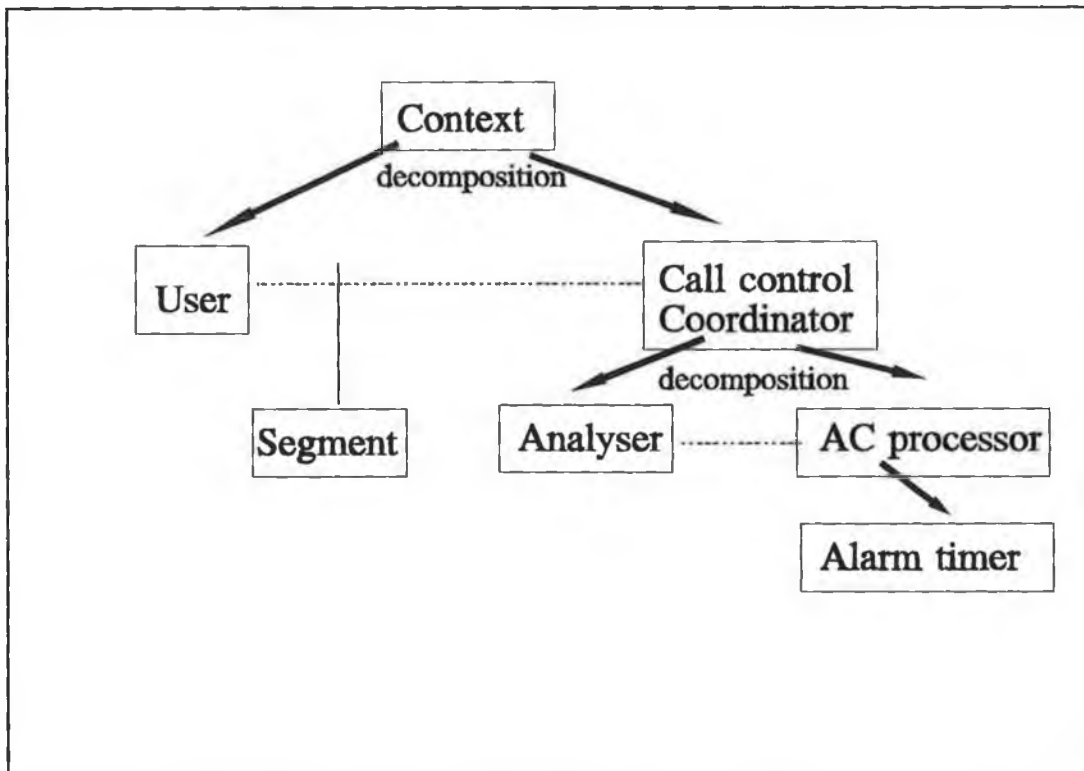 Context
decomposition
User
Call control
Coordinator
decomposition
Segment
Analyser
AC processor
Alarm timer